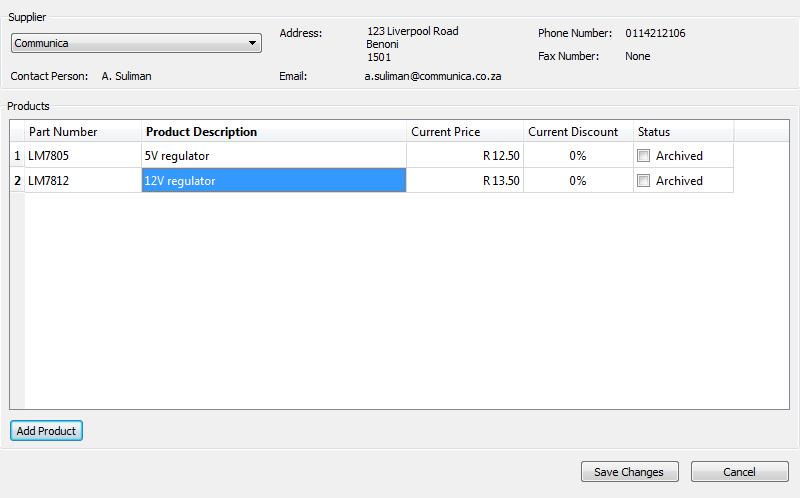 Supplier
Communica
Address:
123 Liverpool Road
Benoni
1501
Phone Number: 0114212106
Fax Number: None
Contact Person: A. Suliman
Email: a.suliman@communica.co.za
Products
Part Number Product Description Current Price Current Discount Status
1 LM7805 5V regulator R 12.50 0% Archived
2 LM7812 12V regulator R 13.50 0% Archived
Add Product
Save Changes Cancel